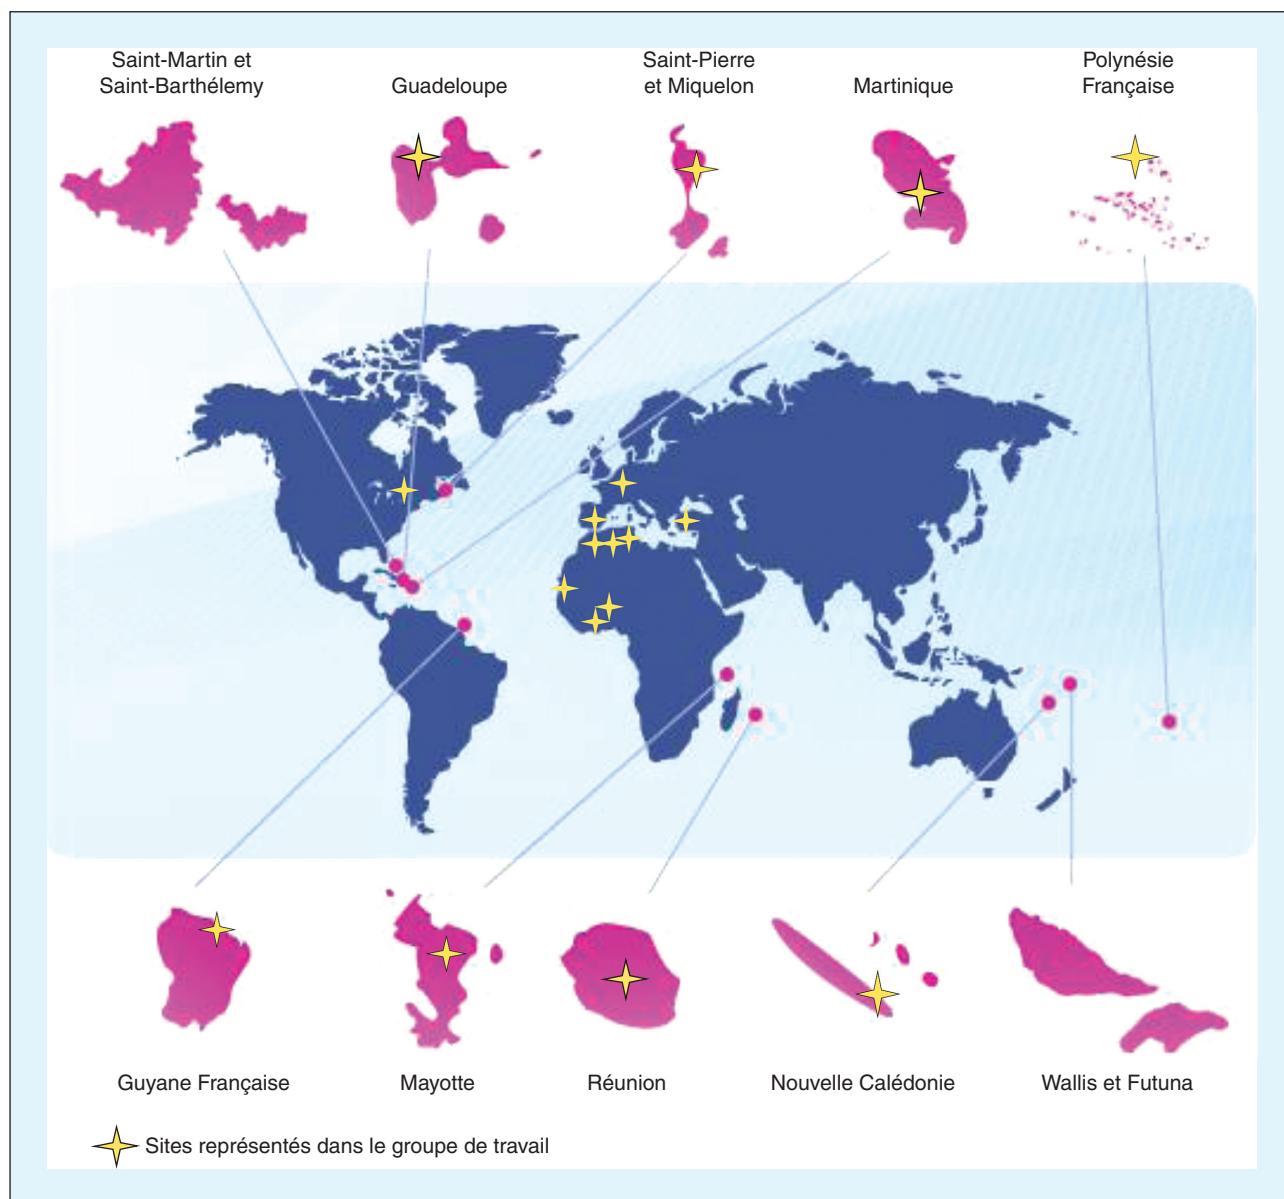 Saint-Martin et
Saint-Barthélemy
Guadeloupe
Saint-Pierre
et Miquelon
Martinique
Polynésie
Française
Guyane Française
Mayotte
Réunion
Nouvelle Calédonie
Wallis et Futuna
Sites représentés dans le groupe de travail